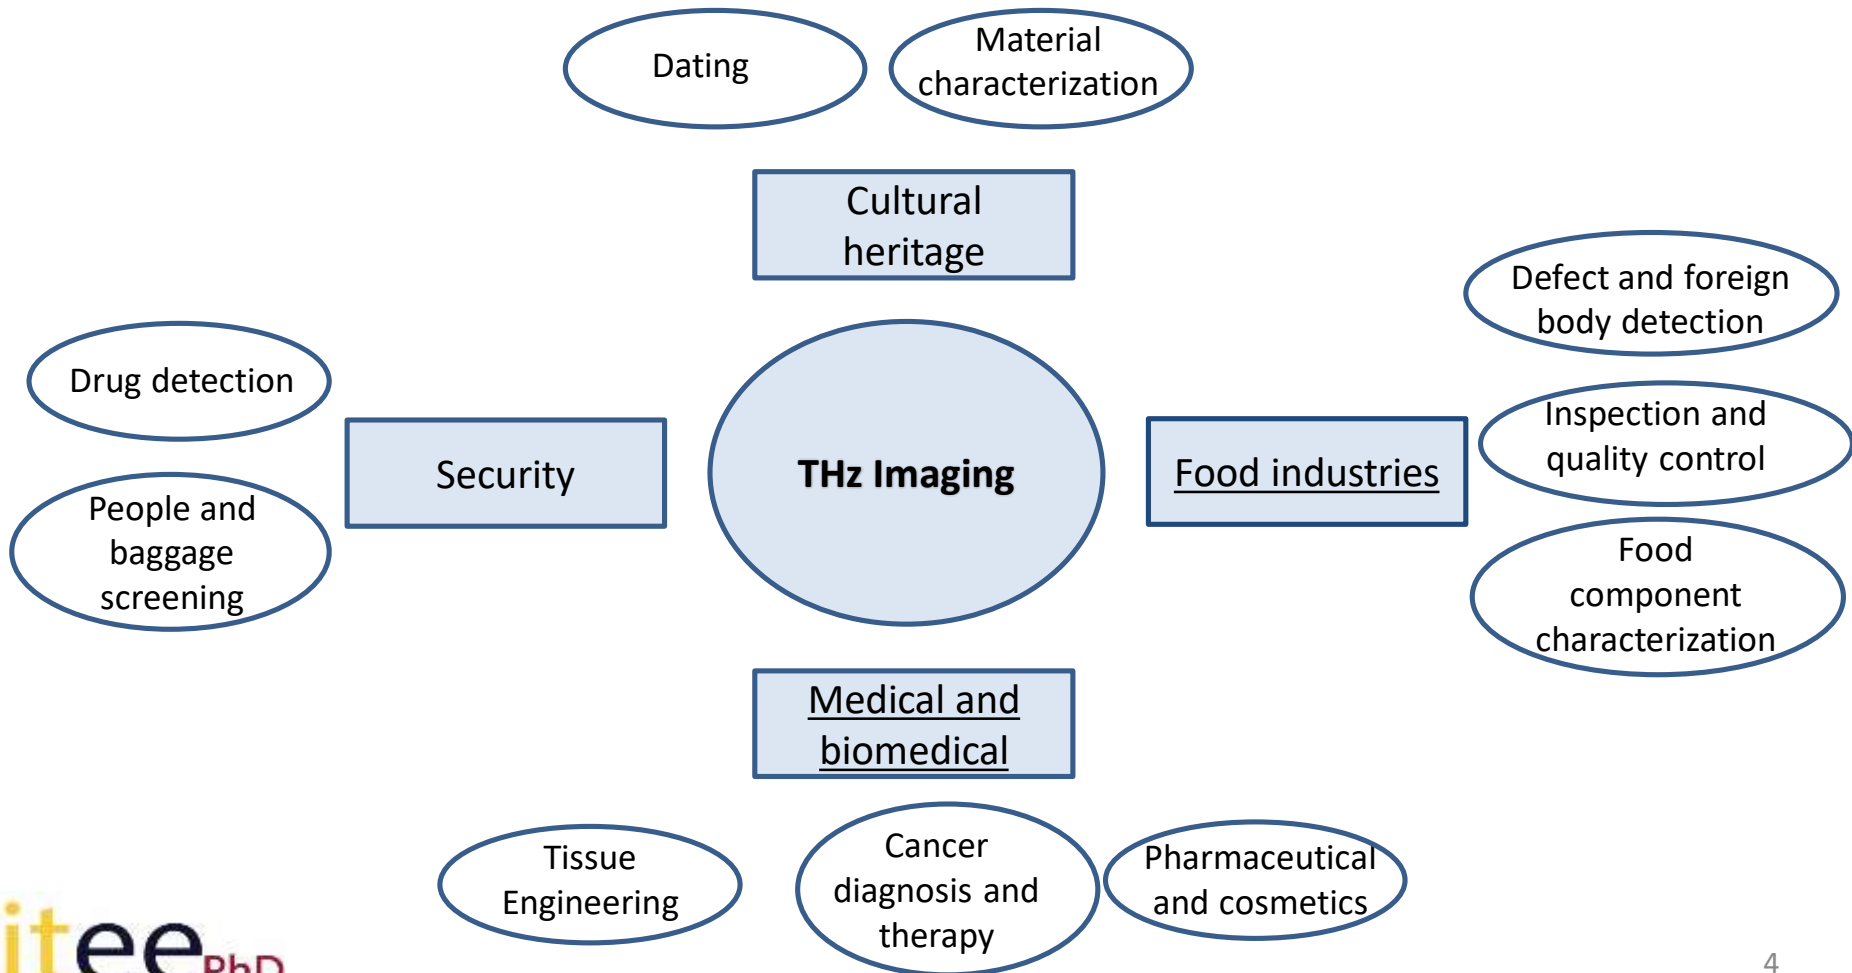 Dating
Material
characterization
Cultural
heritage
Defect and foreign
body detection
Drug detection
Inspection and
quality control
Security
THz Imaging
Food industries
People and
baggage
screening
Food
component
characterization
Medical and
biomedical
Tissue
Engineering
Cancer
diagnosis and
therapy
Pharmaceutical
and cosmetics
itee PhD
4